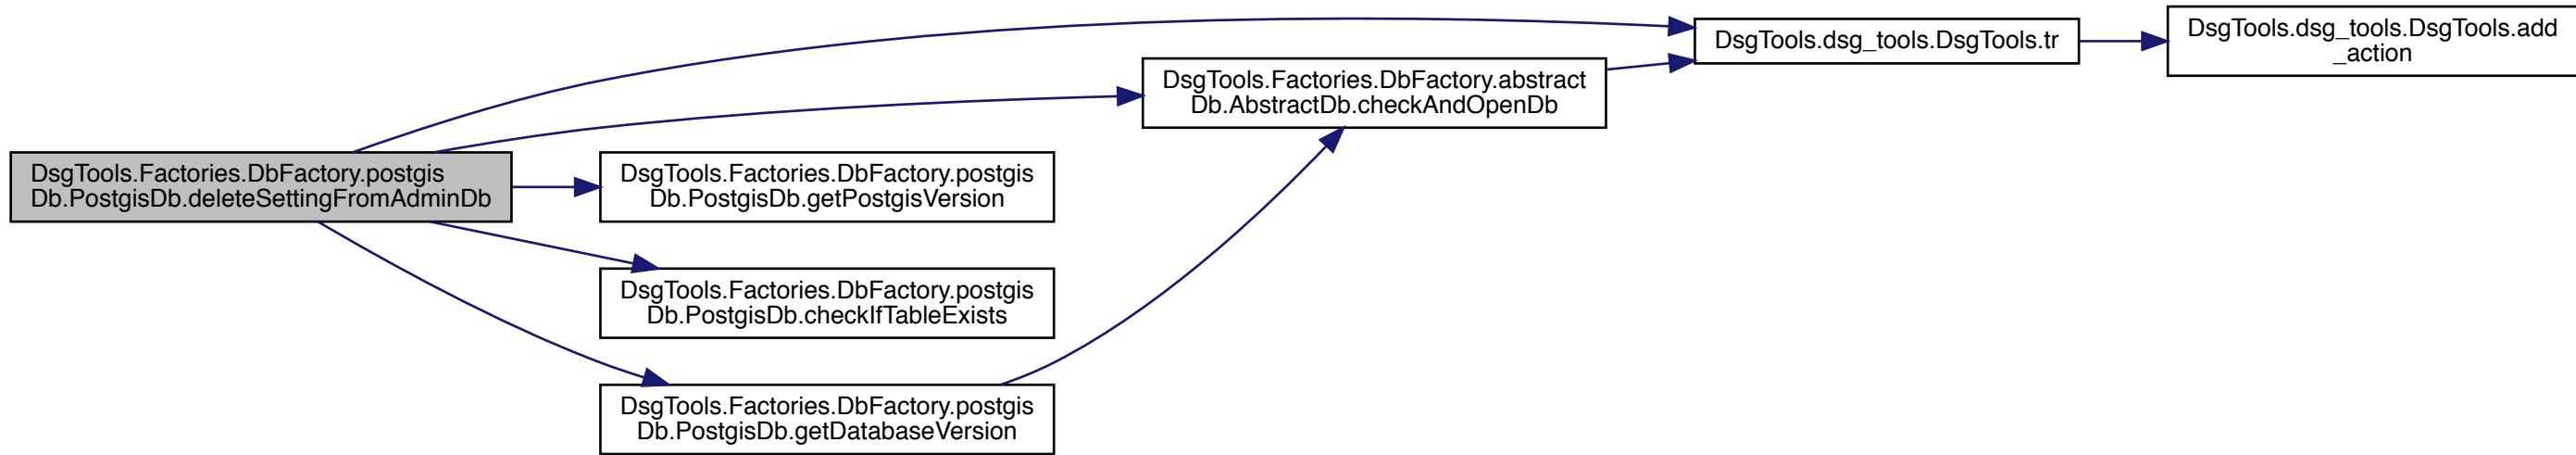 DsgTools.Factories.DbFactory.postgis
Db.PostgisDb.deleteSettingFromAdminDb
DsgTools.Factories.DbFactory.postgis
Db.PostgisDb.getPostgisVersion
DsgTools.Factories.DbFactory.postgis
Db.PostgisDb.checkIfTableExists
DsgTools.Factories.DbFactory.postgis
Db.PostgisDb.getDatabaseVersion
DsgTools.Factories.DbFactory.abstract
Db.AbstractDb.checkAndOpenDb
DsgTools.dsg_tools.DsgTools.tr
DsgTools.dsg_tools.DsgTools.add
_action